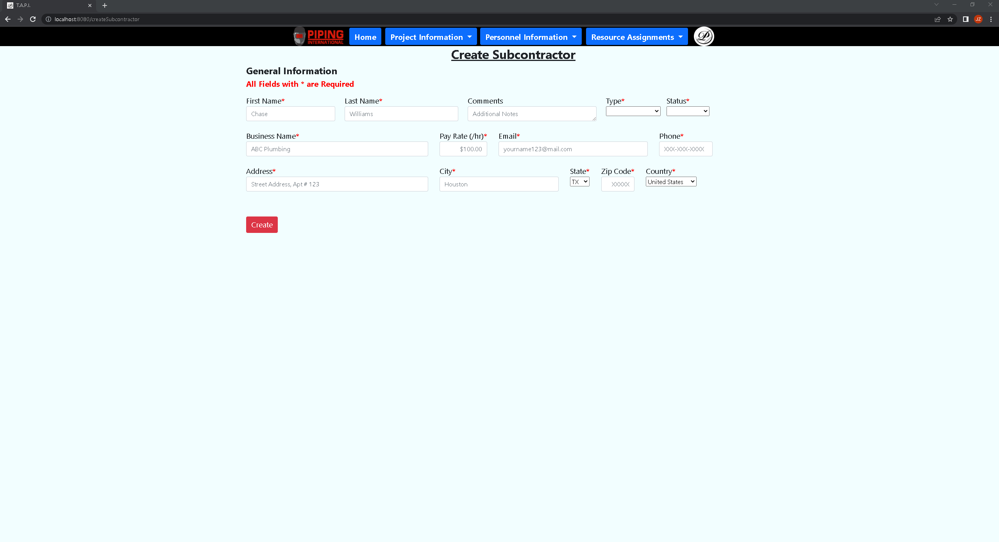 T.A.P.I.
localhost:8080/createSubcontractor
JZ
PIPING INTERNATIONAL Home Project Information Personnel Information Resource Assignments
Create Subcontractor
General Information
All Fields with * are Required
First Name* Last Name* Comments Type* Status*
Chase Williams Additional Notes
Business Name* Pay Rate (/hr)* Email* Phone*
ABC Plumbing $100.00 yourname123@mail.com XXX-XXX-XXXX
Address* City* State* Zip Code* Country*
Street Address, Apt # 123 Houston TX XXXXX United States
Create